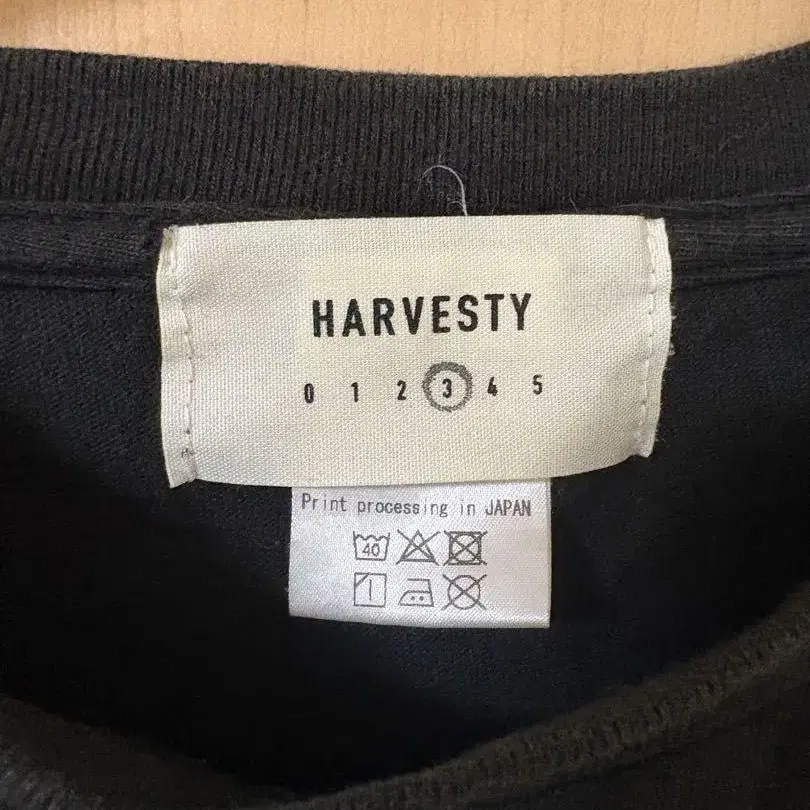 HARVESTY
0 1 2 3 4 5
Print processing in JAPAN
40